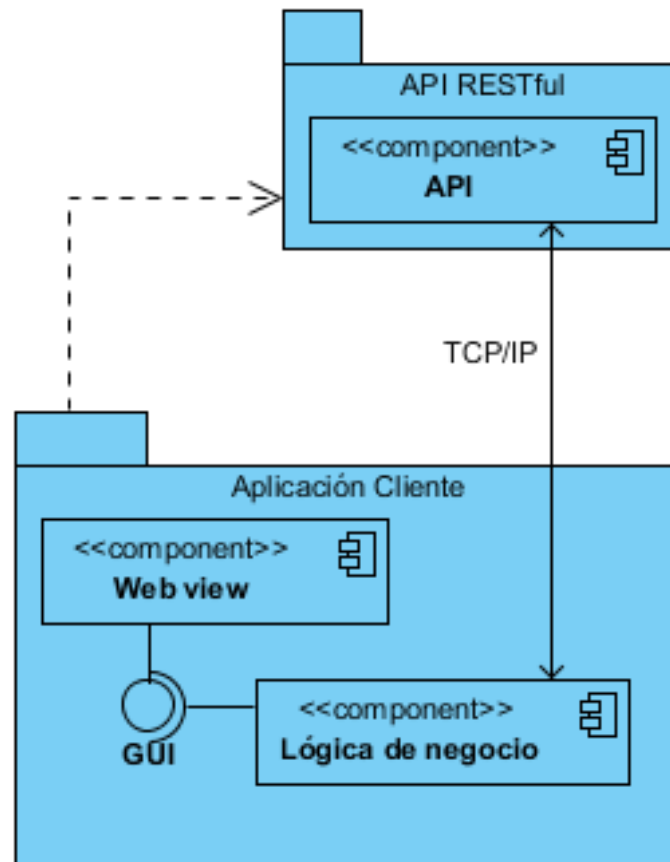 API RESTful
<<component>>
API
TCP/IP
Aplicación Cliente
<<component>>
Web view
GUI
<<component>>
Lógica de negocio